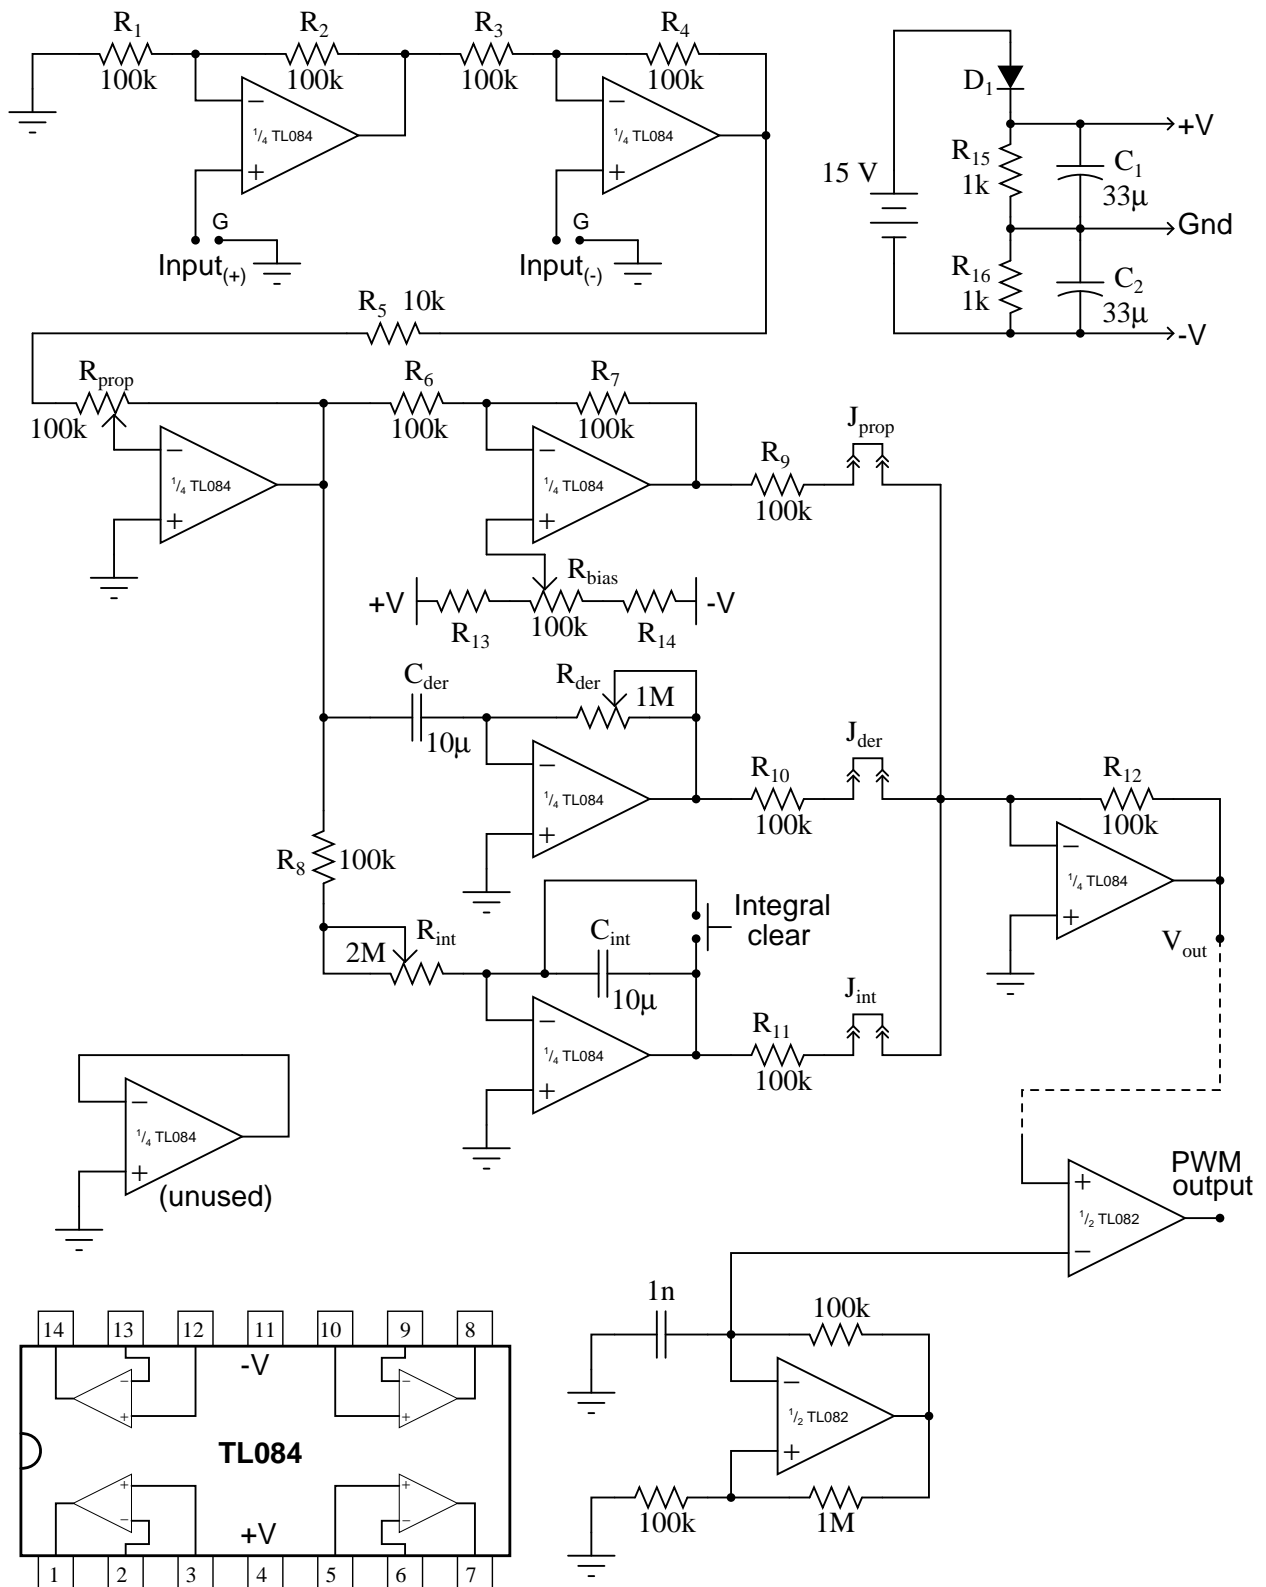 R1 R2 R3 R4
100k 100k 100k 100k
− −
1/4 TL084 1/4 TL084
+ +
G G
Input(+) Input(-)
D1
+V
R15 1k C1 33µ
15 V
Gnd
R16 1k C2 33µ
-V
R5 10k
Rprop 100k
R6 100k
R7 100k
− 1/4 TL084 +
− 1/4 TL084 +
R9 100k
Jprop
Rbias
+V 100k -V
R13 R14
Cder 10µ
Rder 1M
− 1/4 TL084 +
R10 100k
Jder
R12 100k
− 1/4 TL084 +
Vout
R8 100k
Rint 2M
Cint 10µ
Integral
clear
− 1/4 TL084 +
R11 100k
Jint
− 1/4 TL084 +
(unused)
PWM
output
+ 1/2 TL082 −
1n
100k
− 1/2 TL082 +
100k 1M
14 13 12 11 10 9 8
-V
− + − +
TL084
+ − + −
+V
1 2 3 4 5 6 7